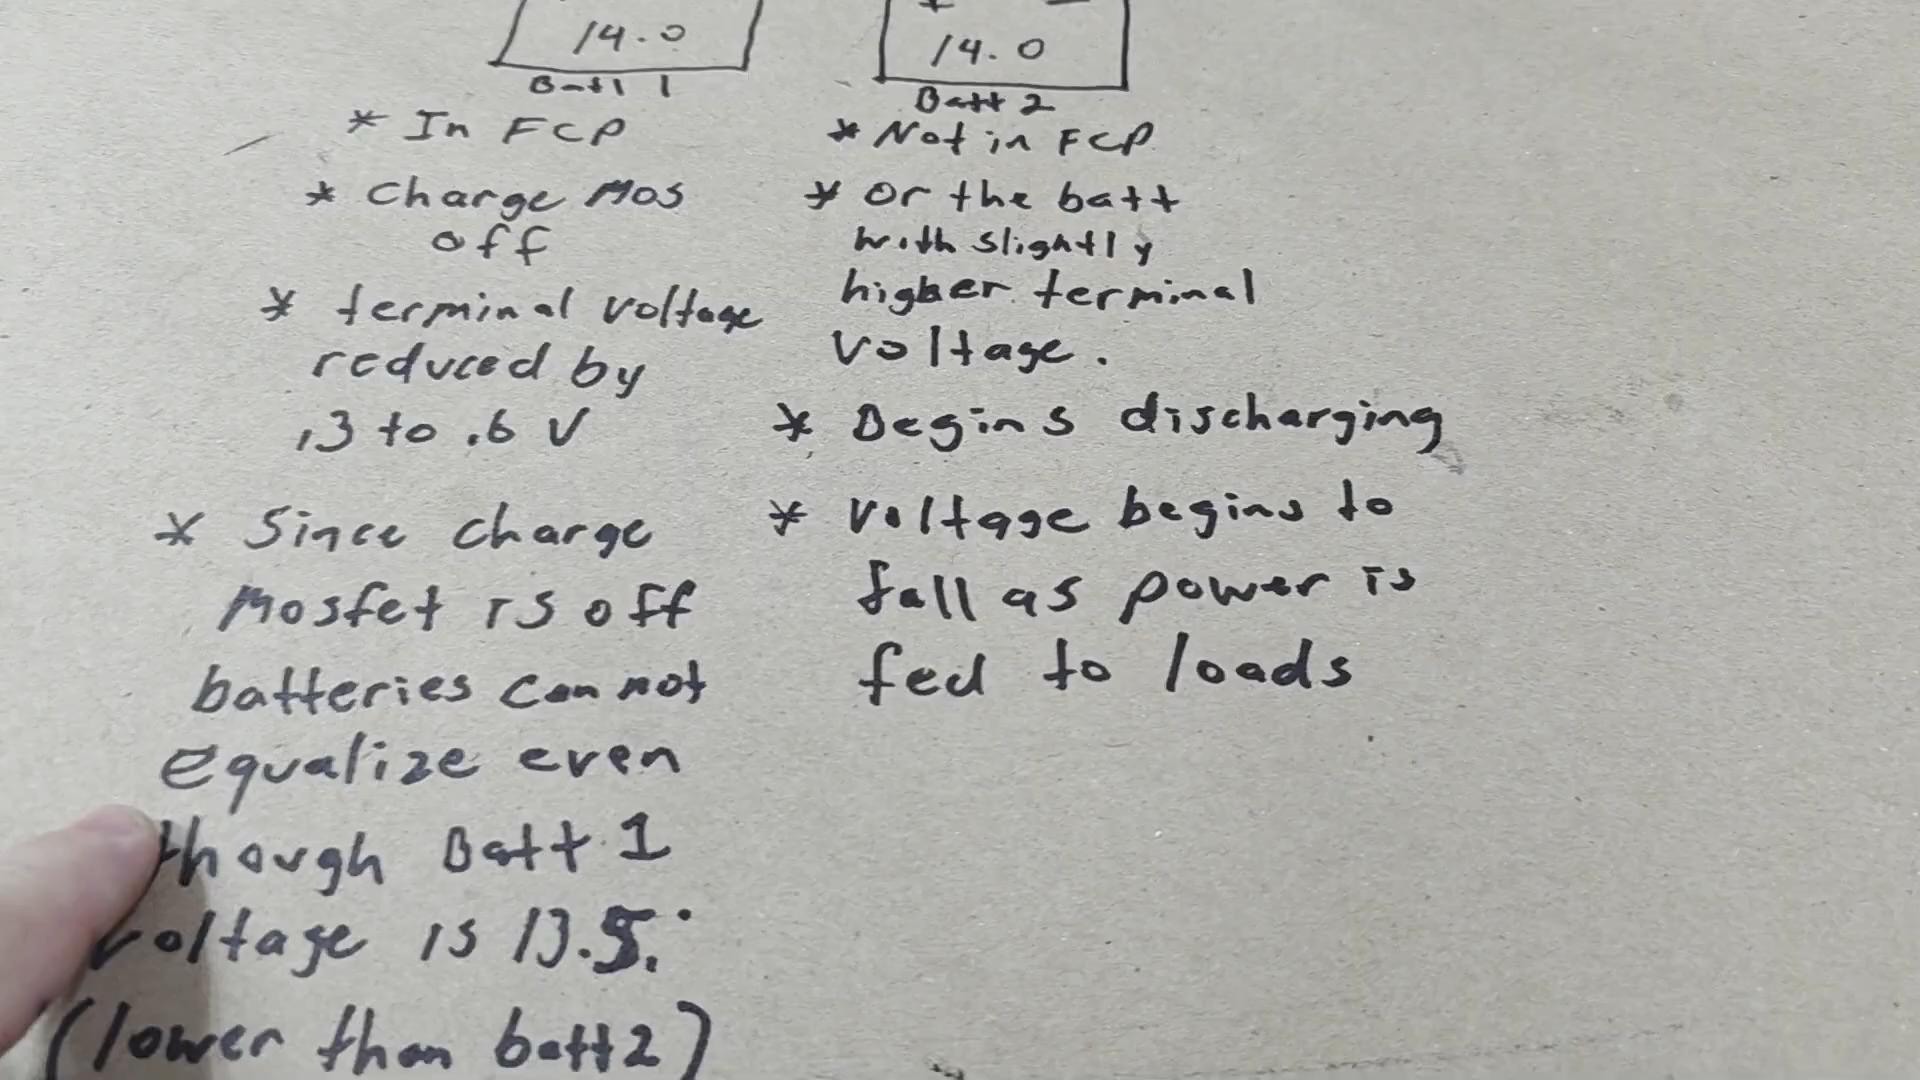 14.0
Batt 1
* In FCP
* Charge Mos
off
* terminal voltage
reduced by
.3 to .6 V
* Since charge
Mosfet is off
batteries can not
equalize even
though Batt 1
voltage is 13.5.
(lower than batt 2)
+ –
14.0
Batt 2
* Not in FCP
* or the batt
with slightly
higher terminal
voltage.
* Begins discharging
* Voltage begins to
fall as power is
fed to loads